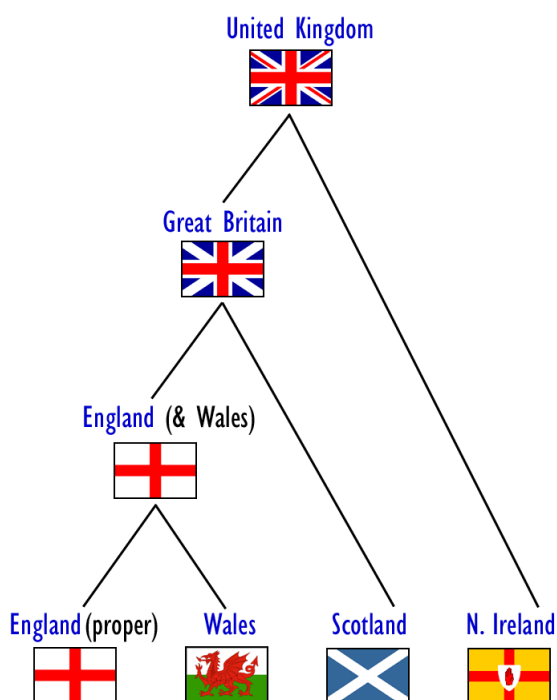 United Kingdom
Great Britain
England (& Wales)
England (proper)
Wales
Scotland
N. Ireland